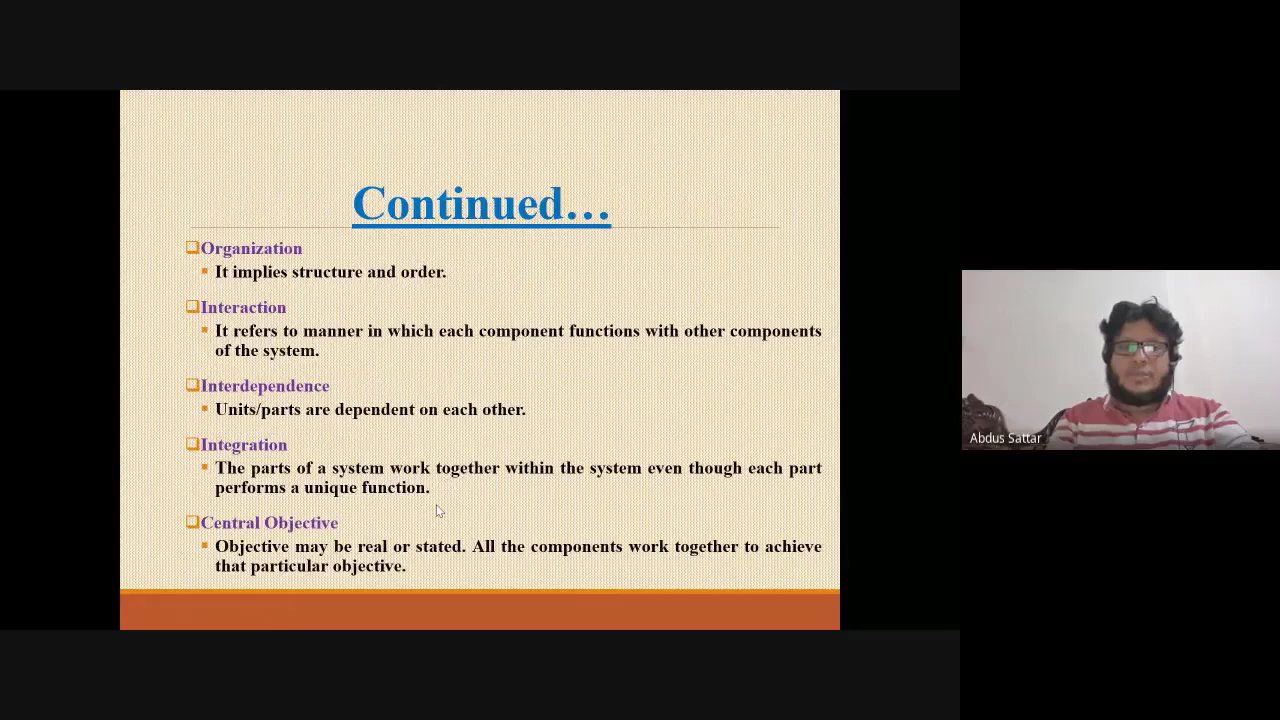 Continued...
Organization
It implies structure and order.
Interaction
It refers to manner in which each component functions with other components
of the system.
Interdependence
Units/parts are dependent on each other.
Integration
The parts of a system work together within the system even though each part
performs a unique function.
Central Objective
Objective may be real or stated. All the components work together to achieve
that particular objective.
Abdus Sattar